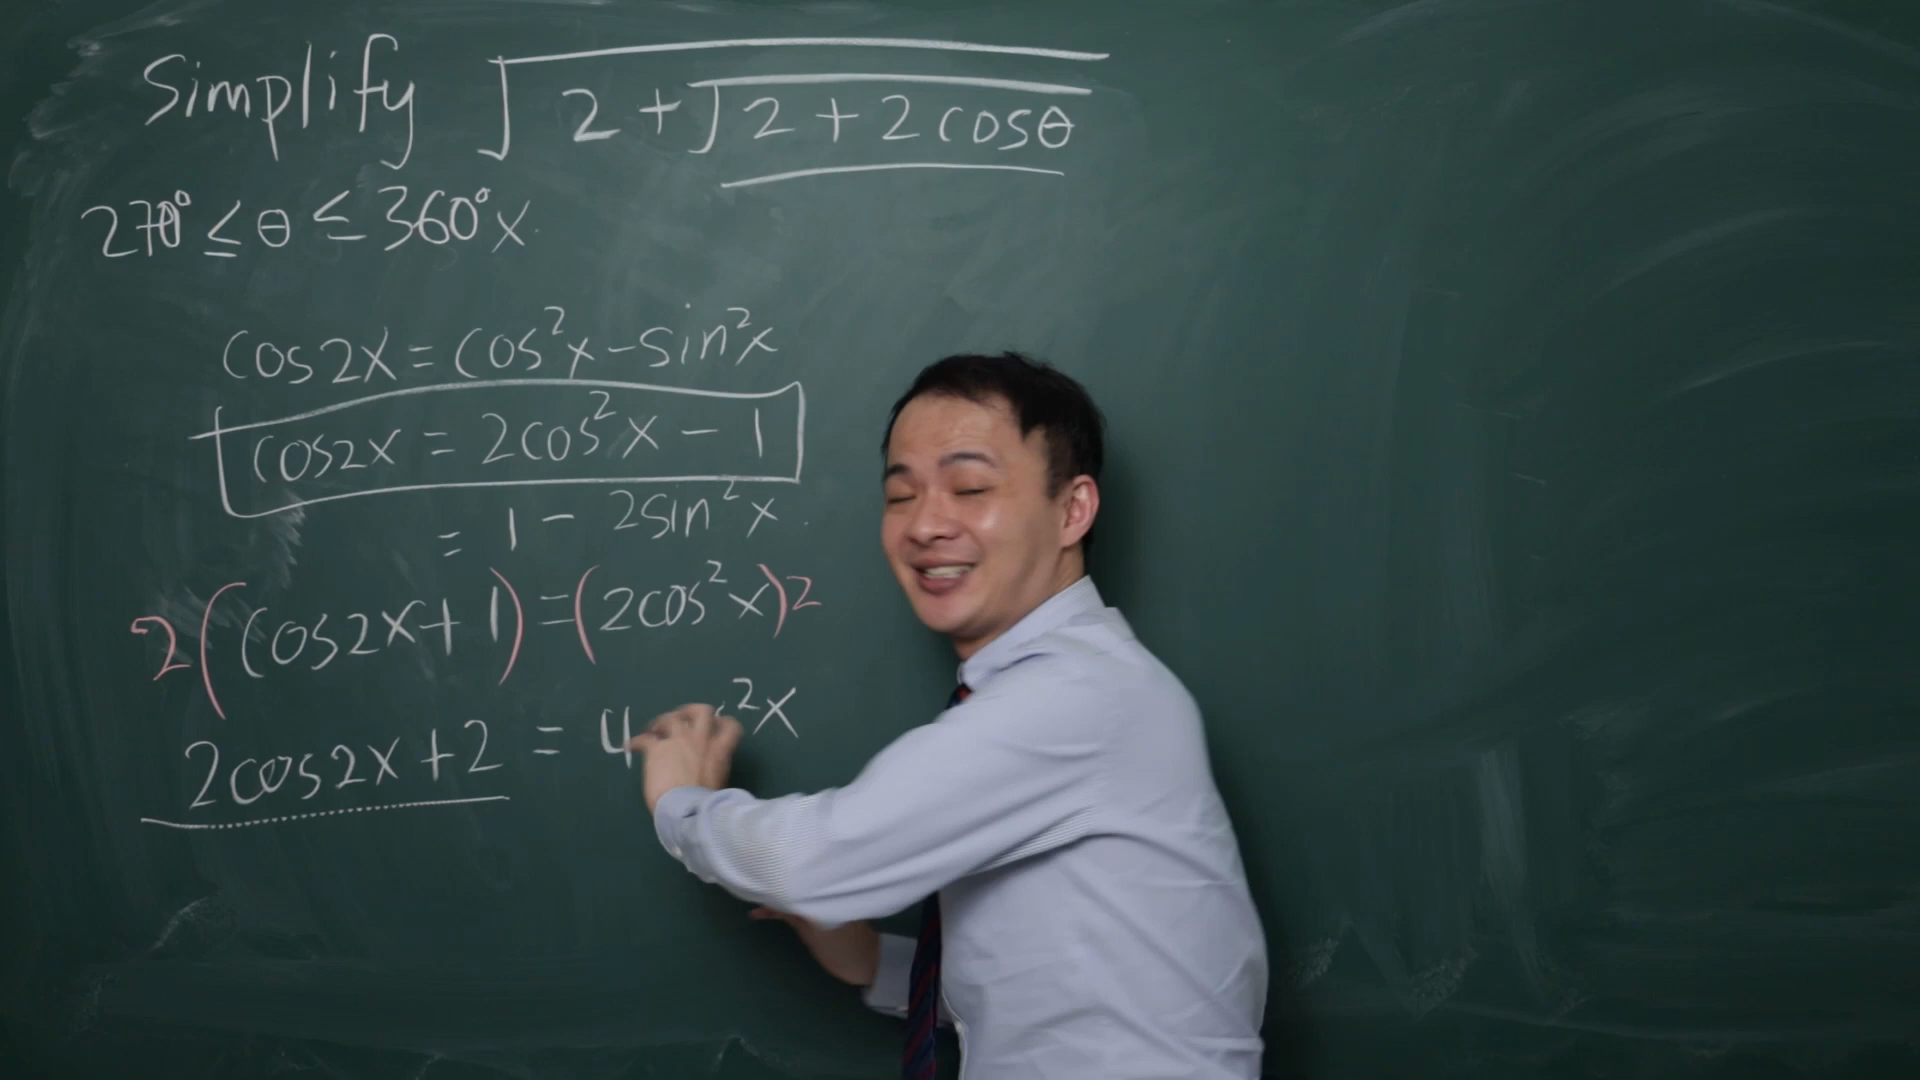 Simplify √(2+√(2+2cosθ))
270° ≤ θ ≤ 360° x
cos2x = cos²x - sin²x
cos2x = 2cos²x - 1
= 1 - 2sin²x
2(cos2x+1) = (2cos²x)2
2cos2x+2 = 4 ²x